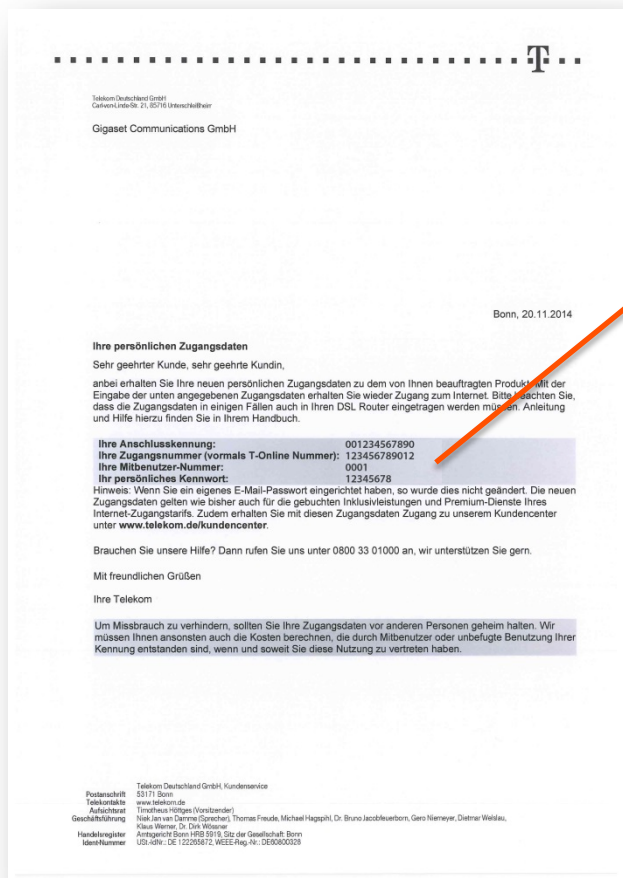 T
Telekom Deutschland GmbH
Carl-von-Linde-Str. 21, 85716 Unterschleißheim
Gigaset Communications GmbH
Bonn, 20.11.2014
Ihre persönlichen Zugangsdaten
Sehr geehrter Kunde, sehr geehrte Kundin,
anbei erhalten Sie Ihre neuen persönlichen Zugangsdaten zu dem von Ihnen beauftragten Produkt. Mit der
Eingabe der unten angegebenen Zugangsdaten erhalten Sie wieder Zugang zum Internet. Bitte beachten Sie,
dass die Zugangsdaten in einigen Fällen auch in Ihren DSL Router eingetragen werden müssen. Anleitung
und Hilfe hierzu finden Sie in Ihrem Handbuch.
Ihre Anschlusskennung: 001234567890
Ihre Zugangsnummer (vormals T-Online Nummer): 123456789012
Ihre Mitbenutzer-Nummer: 0001
Ihr persönliches Kennwort: 12345678
Hinweis: Wenn Sie ein eigenes E-Mail-Passwort eingerichtet haben, so wurde dies nicht geändert. Die neuen
Zugangsdaten gelten wie bisher auch für die gebuchten Inklusivleistungen und Premium-Dienste Ihres
Internet-Zugangstarifs. Zudem erhalten Sie mit diesen Zugangsdaten Zugang zu unserem Kundencenter
unter www.telekom.de/kundencenter.
Brauchen Sie unsere Hilfe? Dann rufen Sie uns unter 0800 33 01000 an, wir unterstützen Sie gern.
Mit freundlichen Grüßen
Ihre Telekom
Um Missbrauch zu verhindern, sollten Sie Ihre Zugangsdaten vor anderen Personen geheim halten. Wir
müssen Ihnen ansonsten auch die Kosten berechnen, die durch Mitbenutzer oder unbefugte Benutzung Ihrer
Kennung entstanden sind, wenn und soweit Sie diese Nutzung zu vertreten haben.
Telekom Deutschland GmbH, Kundenservice
Postanschrift 53171 Bonn
Telekontakte www.telekom.de
Aufsichtsrat Timotheus Höttges (Vorsitzender)
Geschäftsführung Niek Jan van Damme (Sprecher), Thomas Freude, Michael Hagspihl, Dr. Bruno Jacobfeuerborn, Gero Niemeyer, Dietmar Welslau,
Klaus Werner, Dr. Dirk Wössner
Handelsregister Amtsgericht Bonn HRB 5919, Sitz der Gesellschaft: Bonn
Ident-Nummer USt.-IdNr.: DE 122265872, WEEE-Reg.-Nr.: DE60800328